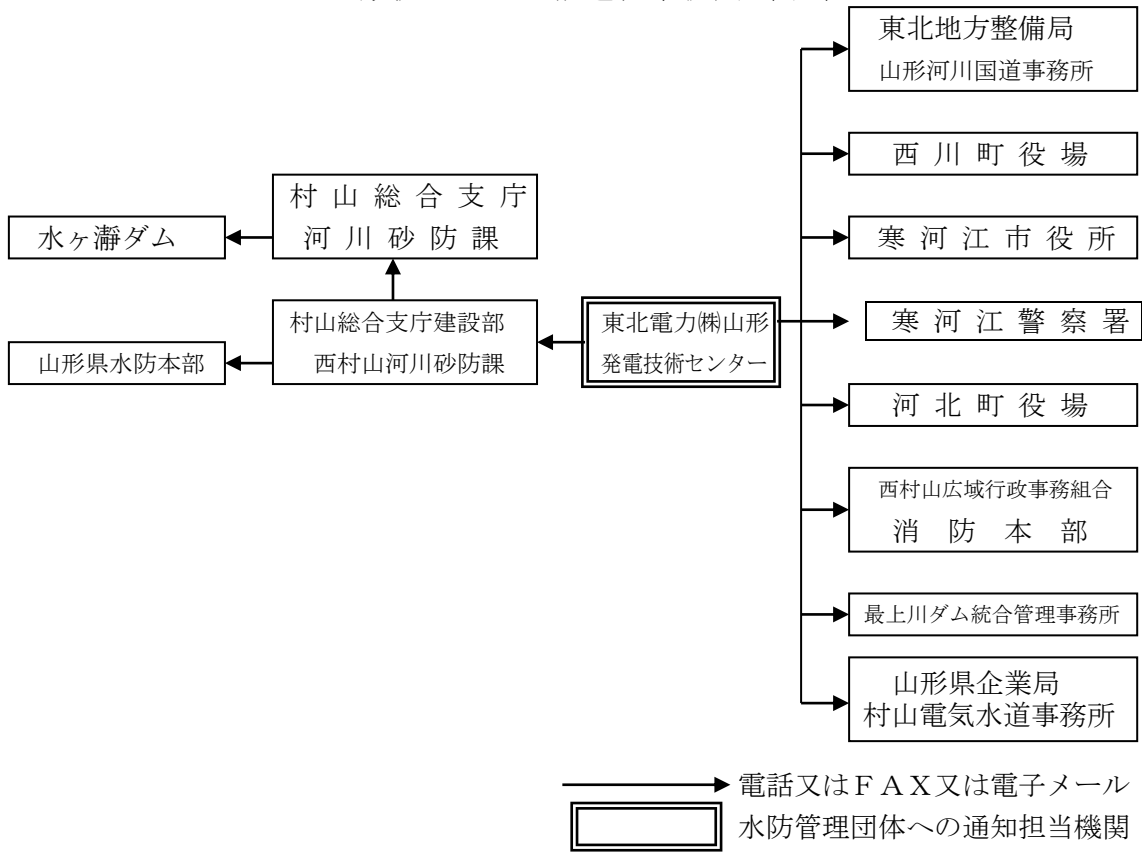 東北地方整備局
山形河川国道事務所
西川町役場
村山総合支庁
河川砂防課
水ヶ瀞ダム
寒河江市役所
村山総合支庁建設部
西村山河川砂防課
東北電力㈱山形
発電技術センター
寒河江警察署
山形県水防本部
河北町役場
西村山広域行政事務組合
消防本部
最上川ダム統合管理事務所
山形県企業局
村山電気水道事務所
電話又はＦＡＸ又は電子メール
水防管理団体への通知担当機関